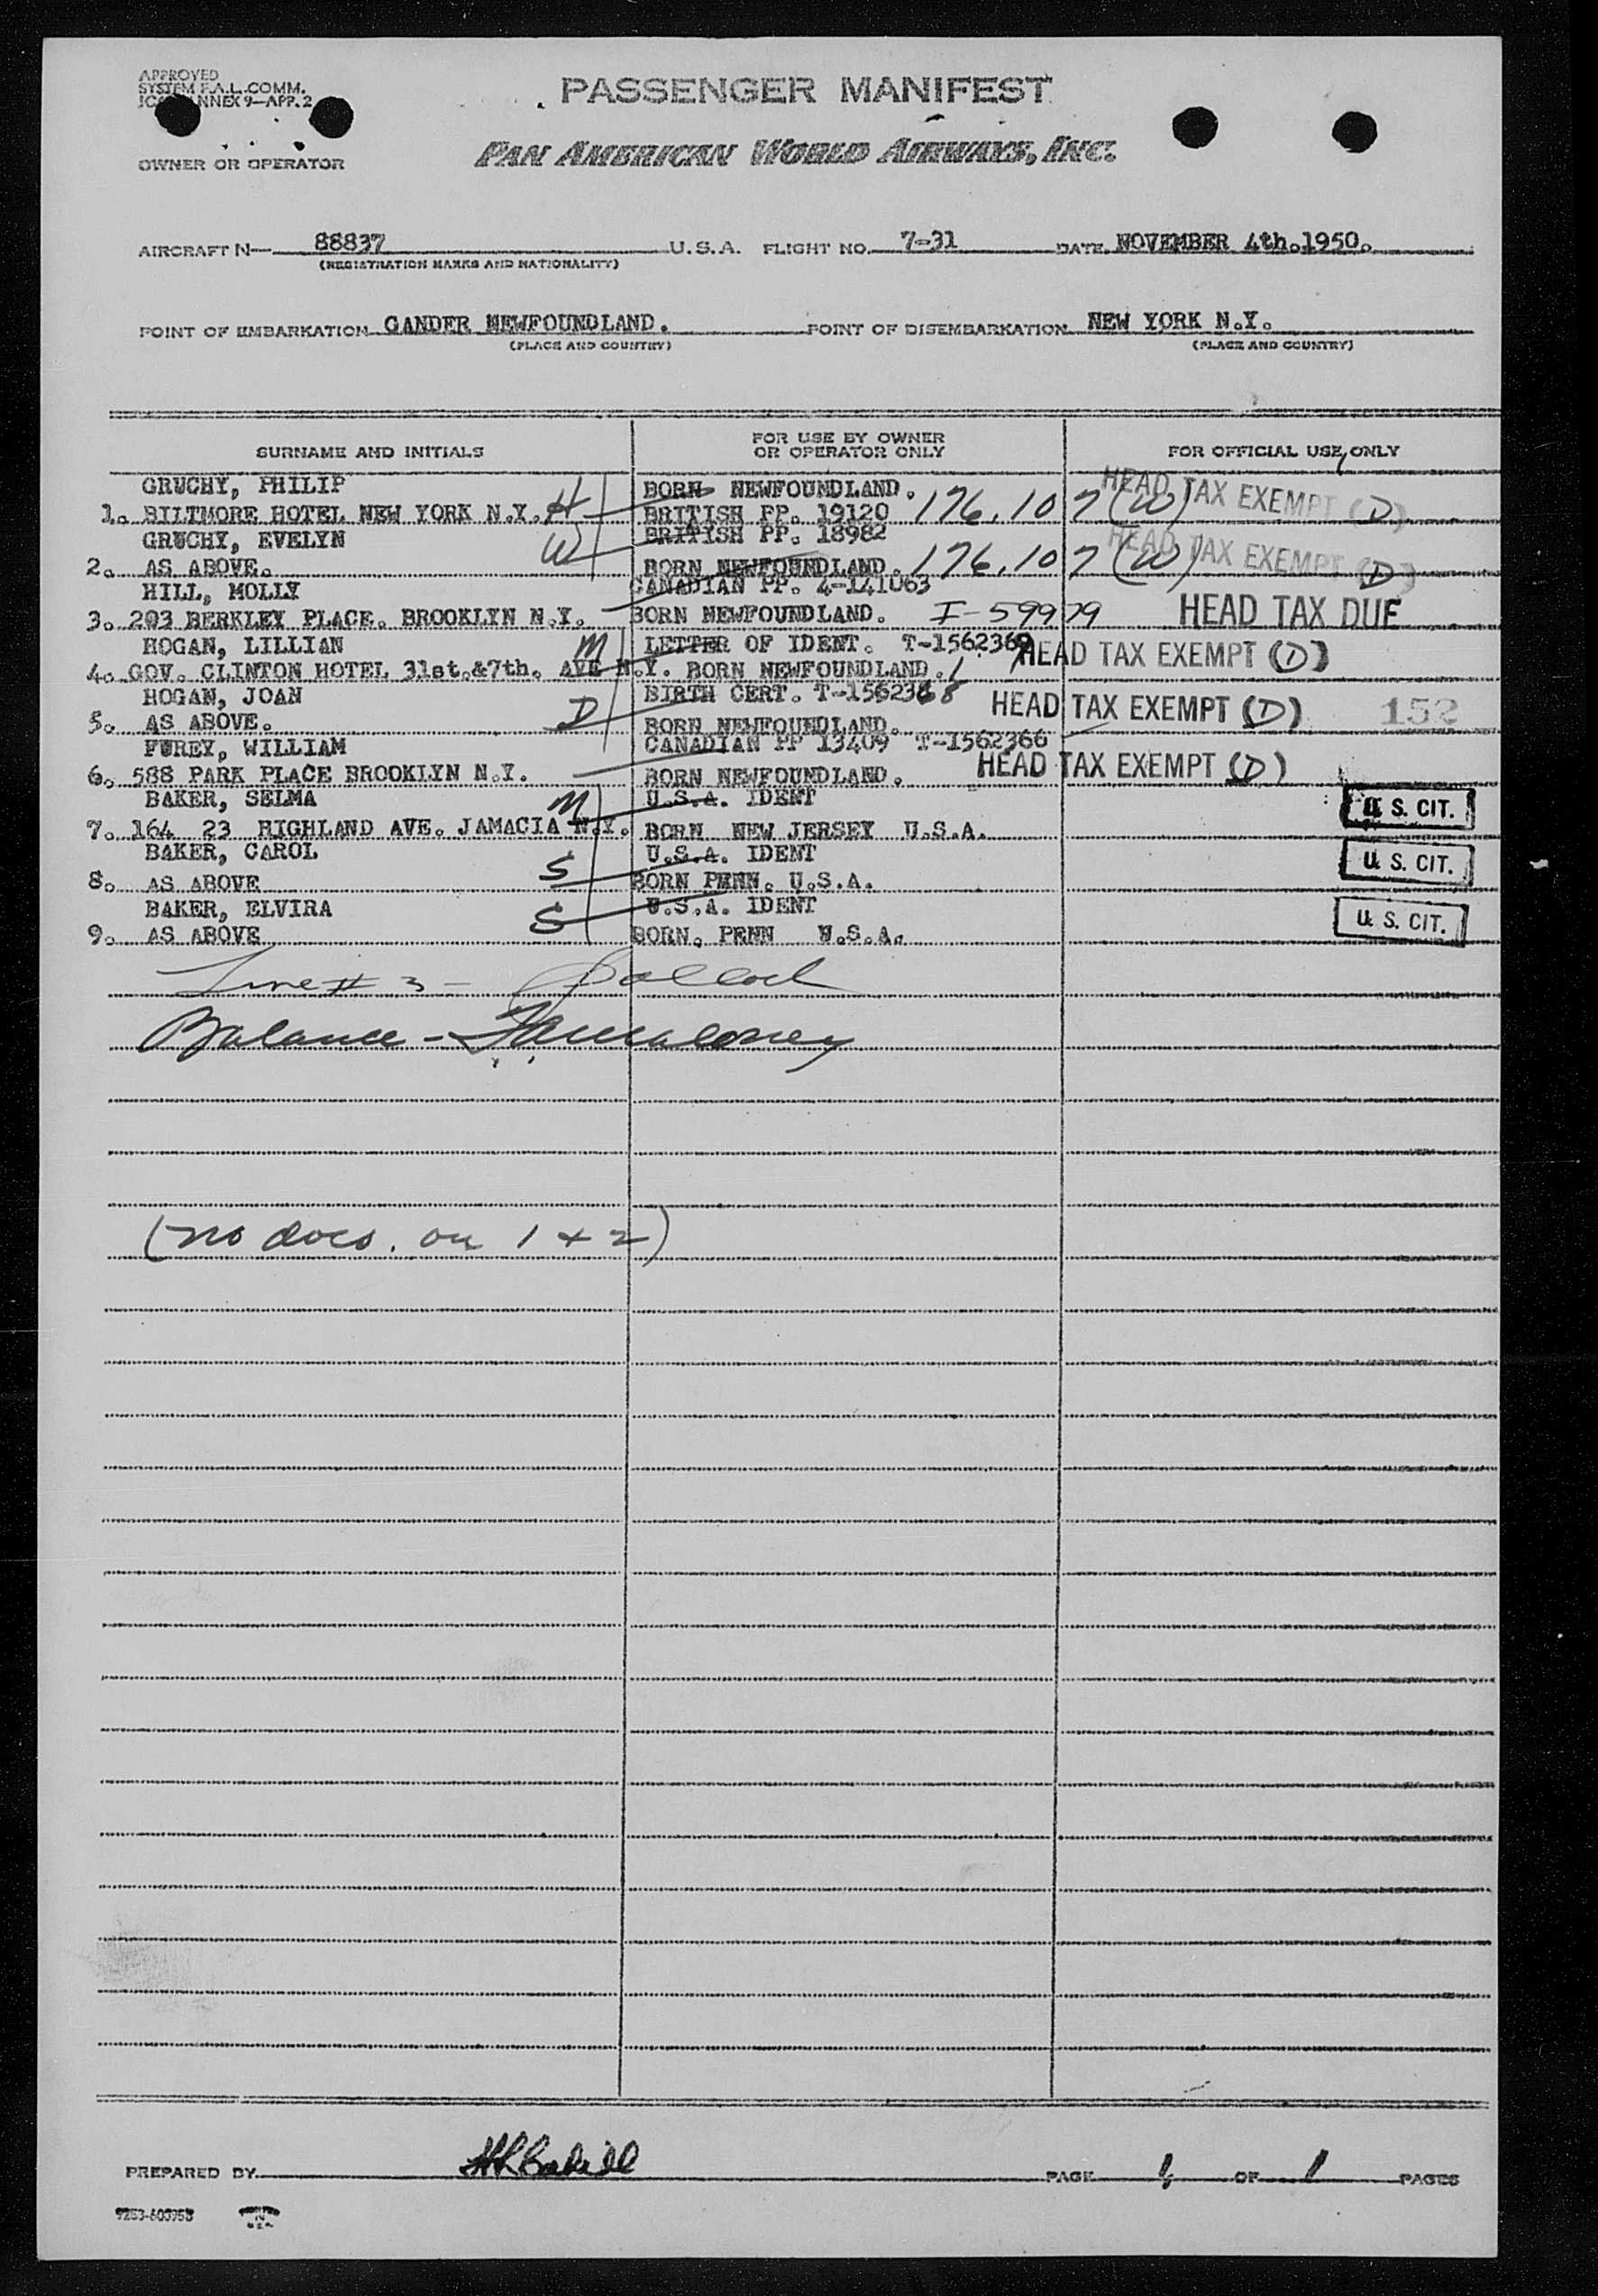 APPROVED
SYSTEM F.A.L. COMM.
ANNEX 9—APP. 2
PASSENGER MANIFEST
OWNER OR OPERATOR
PAN AMERICAN WORLD AIRWAYS, INC.
AIRCRAFT N— 88837 U.S.A. FLIGHT NO. 7-31 DATE NOVEMBER 4th.1950.
(REGISTRATION MARKS AND NATIONALITY)
POINT OF EMBARKATION GANDER NEWFOUNDLAND. POINT OF DISEMBARKATION NEW YORK N.Y.
(PLACE AND COUNTRY) (PLACE AND COUNTRY)
SURNAME AND INITIALS FOR USE BY OWNER OR OPERATOR ONLY FOR OFFICIAL USE ONLY
GRUCHY, PHILIP BORN NEWFOUNDLAND. HEAD TAX EXEMPT (D)
1. BILTMORE HOTEL NEW YORK N.Y. H BRITISH PP. 19120 176.107 (W)
GRUCHY, EVELYN W BRITISH PP. 18982 HEAD TAX EXEMPT (D)
2. AS ABOVE. BORN NEWFOUNDLAND. 176.107 (W)
HILL, MOLLY CANADIAN PP. 4-141063
3. 203 BERKLEY PLACE. BROOKLYN N.Y. BORN NEWFOUNDLAND. I-59979 HEAD TAX DUE
HOGAN, LILLIAN M LETTER OF IDENT. T-1562367 HEAD TAX EXEMPT (D)
4. GOV. CLINTON HOTEL 31st.&7th. AVE N.Y. BORN NEWFOUNDLAND.
HOGAN, JOAN D BIRTH CERT. T-1562368 HEAD TAX EXEMPT (D) 152
5. AS ABOVE. BORN NEWFOUNDLAND.
FUREY, WILLIAM CANADIAN PP 13409 T-1562366
6. 588 PARK PLACE BROOKLYN N.Y. BORN NEWFOUNDLAND. HEAD TAX EXEMPT (D)
BAKER, SELMA M U.S.A. IDENT U.S. CIT.
7. 164 23 HIGHLAND AVE. JAMACIA N.Y. BORN NEW JERSEY U.S.A.
BAKER, CAROL S U.S.A. IDENT U.S. CIT.
8. AS ABOVE BORN PENN. U.S.A.
BAKER, ELVIRA S U.S.A. IDENT U.S. CIT.
9. AS ABOVE BORN. PENN U.S.A.
Line # 3 -
Balance -
(no docs. on 1 + 2)
PREPARED BY PAGE 1 OF 1 PAGES